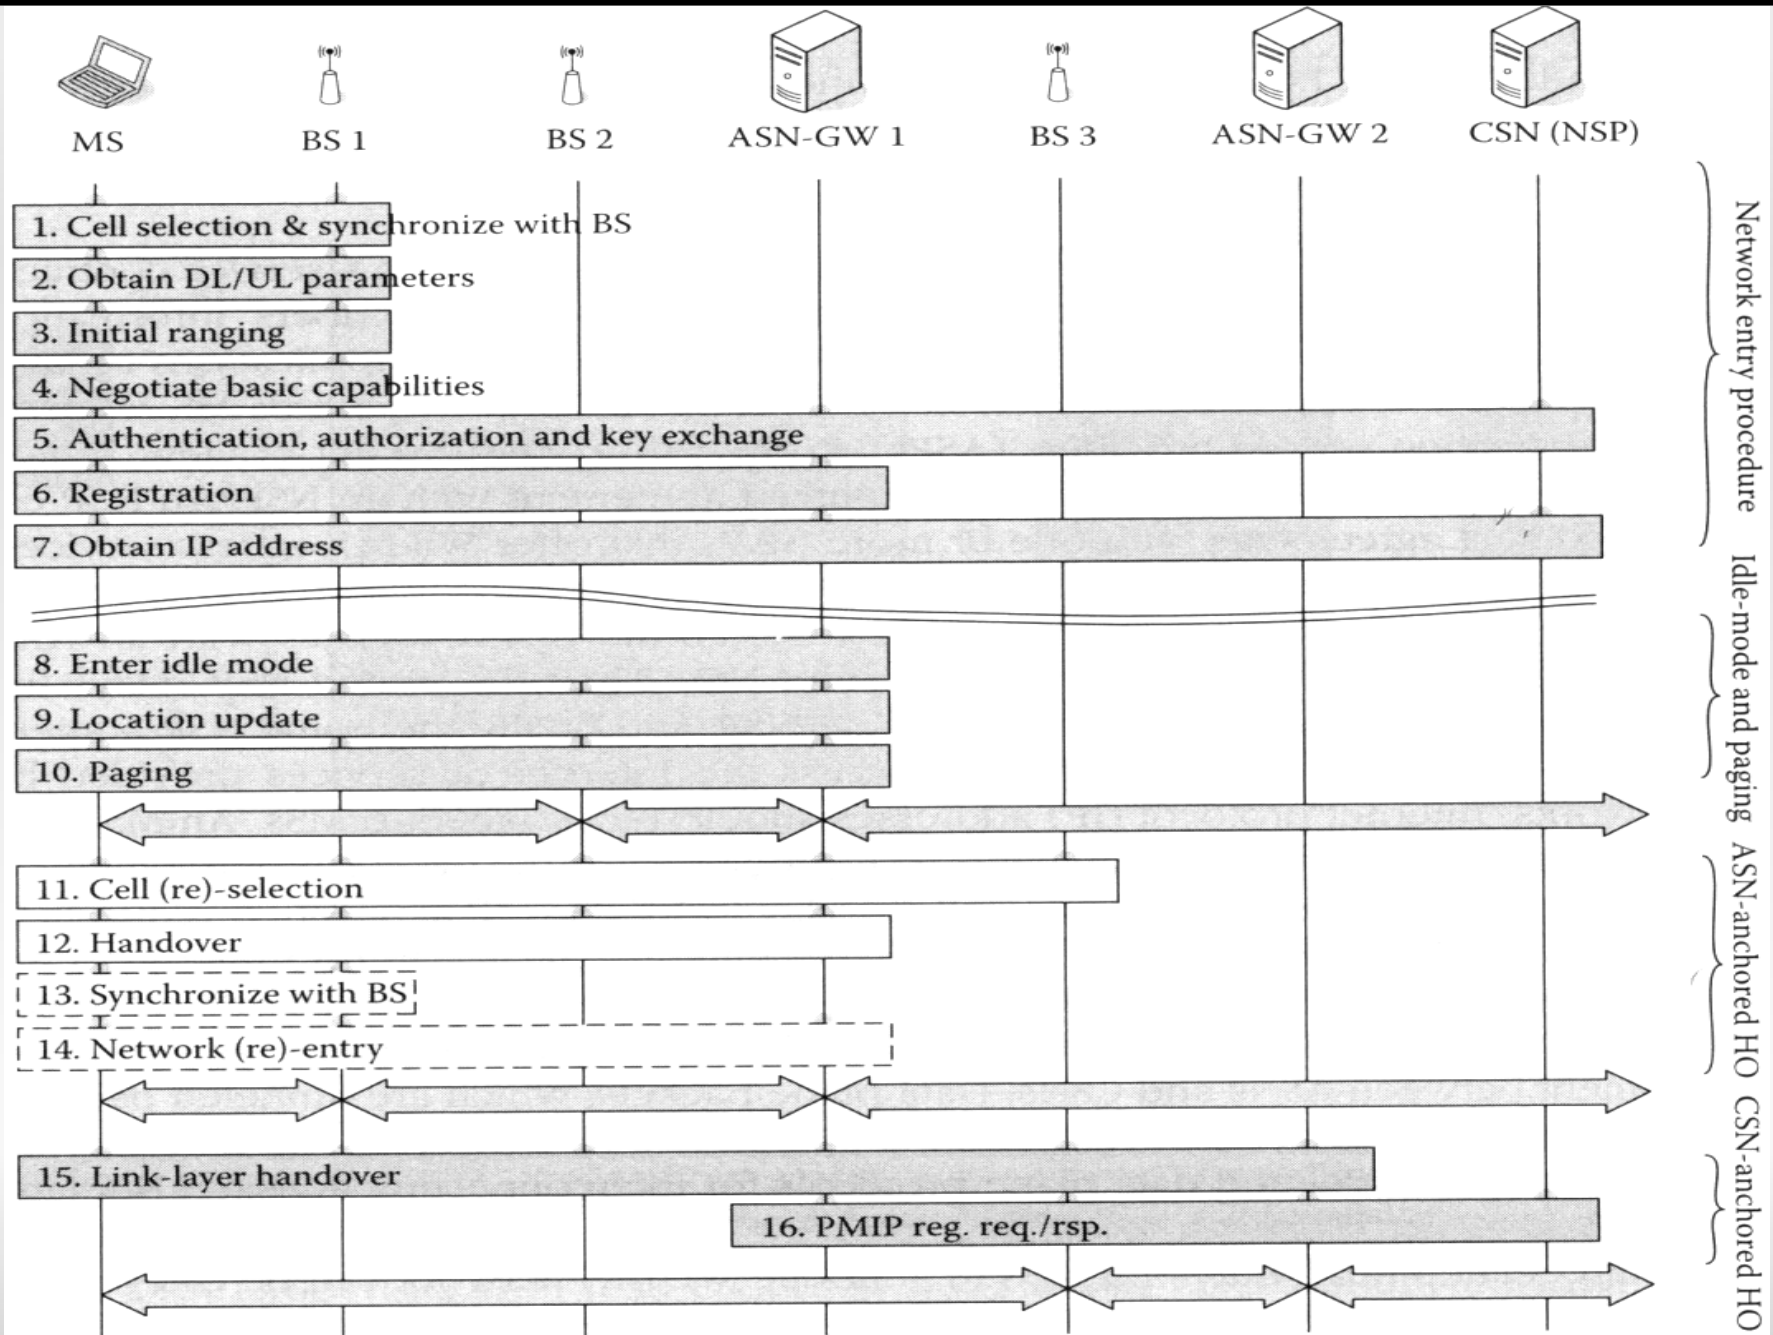 MS
BS 1
BS 2
ASN-GW 1
BS 3
ASN-GW 2
CSN (NSP)
1. Cell selection & synchronize with BS
2. Obtain DL/UL parameters
3. Initial ranging
4. Negotiate basic capabilities
5. Authentication, authorization and key exchange
6. Registration
7. Obtain IP address
Network entry procedure
8. Enter idle mode
9. Location update
10. Paging
Idle-mode and paging
11. Cell (re)-selection
12. Handover
13. Synchronize with BS
14. Network (re)-entry
ASN-anchored HO
15. Link-layer handover
16. PMIP reg. req./rsp.
CSN-anchored HO